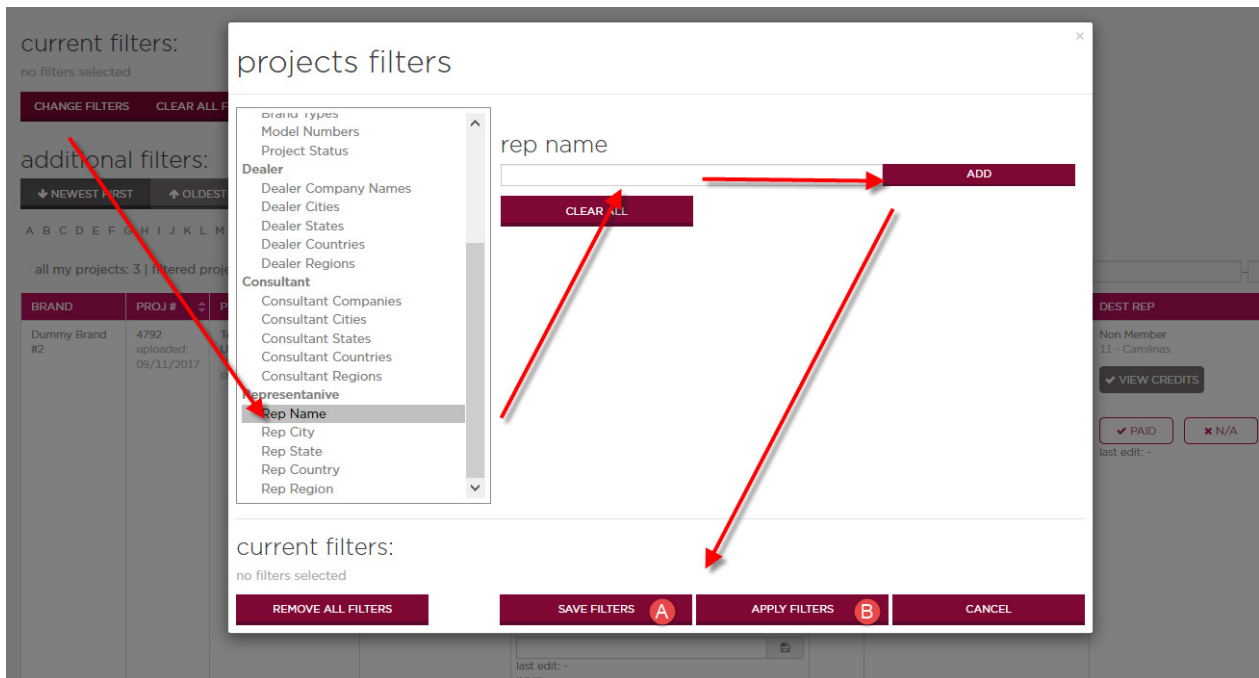 current filters:
no filters selected
CHANGE FILTERS CLEAR ALL F
additional filters:
NEWEST FIRST OLDEST
A B C D E F G H I J K L M
all my projects: 3 | filtered proje
BRAND PROJ # P
Dummy Brand #2
4792
uploaded:
09/11/2017
projects filters
×
Brand Types
Model Numbers
Project Status
Dealer
Dealer Company Names
Dealer Cities
Dealer States
Dealer Countries
Dealer Regions
Consultant
Consultant Companies
Consultant Cities
Consultant States
Consultant Countries
Consultant Regions
Representanive
Rep Name
Rep City
Rep State
Rep Country
Rep Region
rep name
ADD
CLEAR ALL
current filters:
no filters selected
REMOVE ALL FILTERS SAVE FILTERS A APPLY FILTERS B CANCEL
DEST REP
Non Member
11 - Carolinas
VIEW CREDITS
PAID N/A
last edit: -
last edit: -